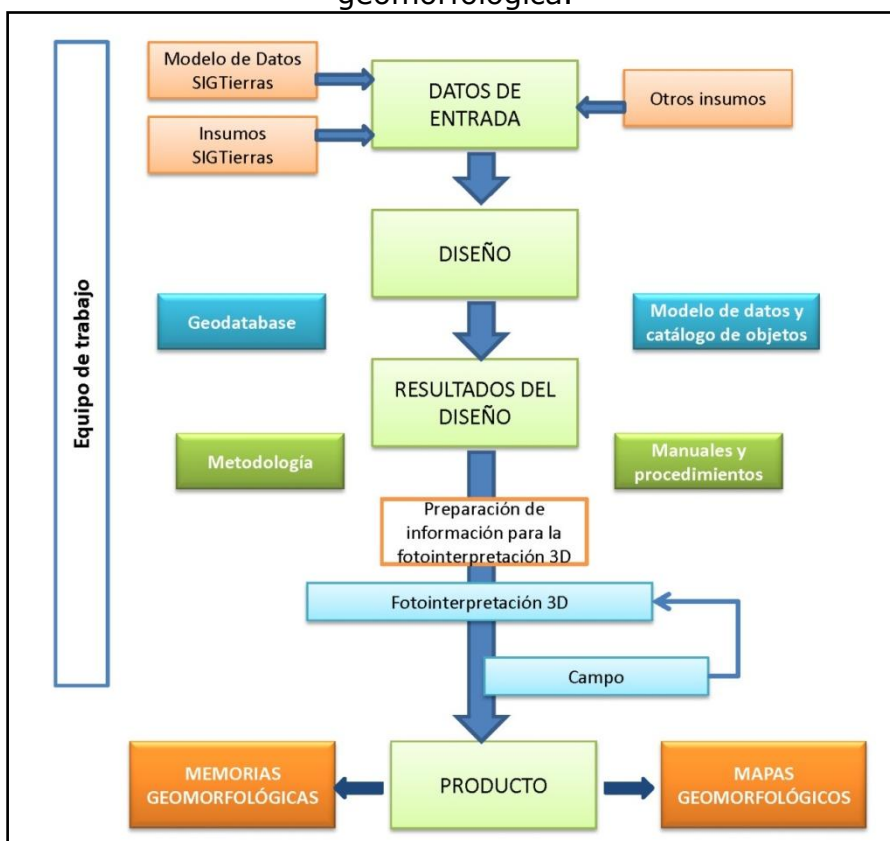 geomorfológica.
Modelo de Datos
SIGTierras
DATOS DE
ENTRADA
Otros insumos
Insumos
SIGTierras
DISEÑO
Equipo de trabajo
Geodatabase
Modelo de datos y
catálogo de objetos
RESULTADOS DEL
DISEÑO
Metodología
Manuales y
procedimientos
Preparación de
información para la
fotointerpretación 3D
Fotointerpretación 3D
Campo
MEMORIAS
GEOMORFOLÓGICAS
PRODUCTO
MAPAS
GEOMORFOLÓGICOS